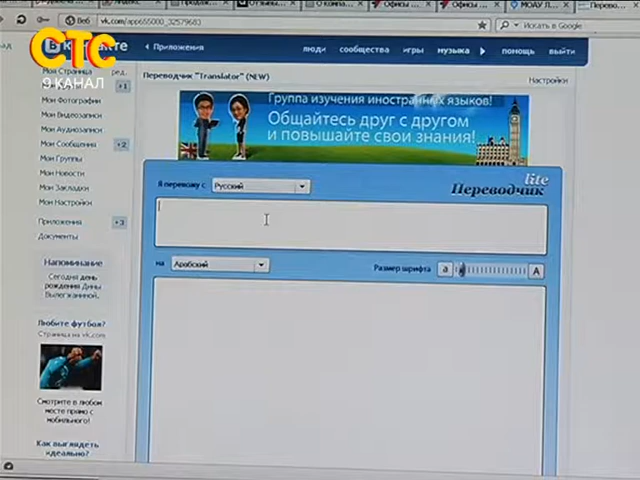 Веб
vk.com/app655000_32579683
Искать в Google
СТС
9 КАНАЛ
Приложения
люди сообщества игры музыка помощь выйти
Моя Страница ред.
+1
Мои Фотографии
Мои Видеозаписи
Мои Аудиозаписи
Мои Сообщения +2
Мои Группы
Мои Новости
Мои Закладки
Мои Настройки
Приложения +3
Документы
Напоминание
Сегодня день
рождения Дины
Вылегжаниной.
Любите футбол?
Страница на vk.com
Смотрите в любом
месте прямо с
мобильного!
Как выглядеть
идеально?
Переводчик "Translator" (NEW)
Настройки
Группа изучения иностранных языков!
Общайтесь друг с другом
и повышайте свои знания!
lite
Переводчик
Я перевожу с Русский
на Арабский
Размер шрифта a A